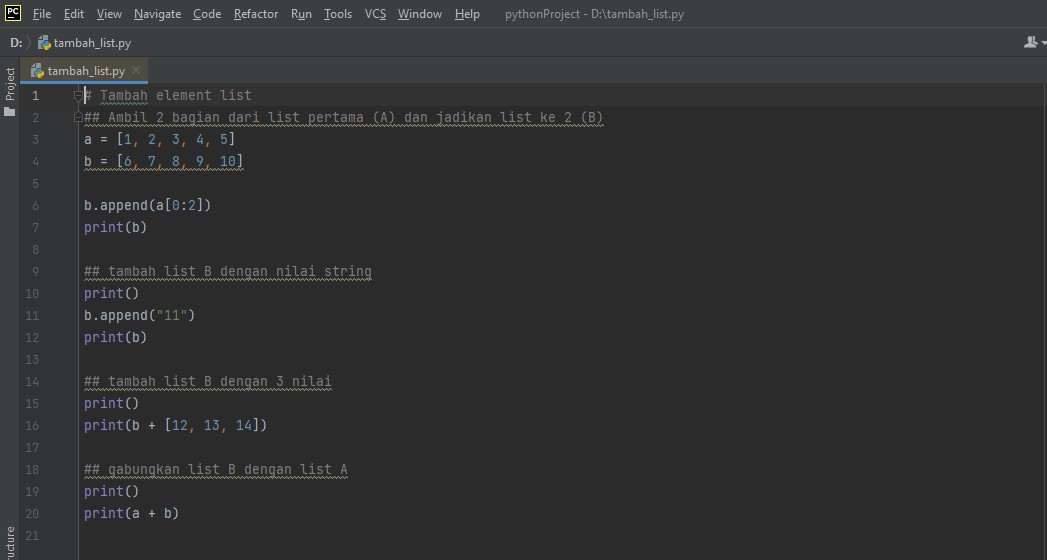 PC File Edit View Navigate Code Refactor Run Tools VCS Window Help pythonProject - D:\tambah_list.py
D: tambah_list.py
tambah_list.py
Project
1 # Tambah element list
2 ## Ambil 2 bagian dari list pertama (A) dan jadikan list ke 2 (B)
3 a = [1, 2, 3, 4, 5]
4 b = [6, 7, 8, 9, 10]
5
6 b.append(a[0:2])
7 print(b)
8
9 ## tambah list B dengan nilai string
10 print()
11 b.append("11")
12 print(b)
13
14 ## tambah list B dengan 3 nilai
15 print()
16 print(b + [12, 13, 14])
17
18 ## gabungkan list B dengan list A
19 print()
20 print(a + b)
21
ucture